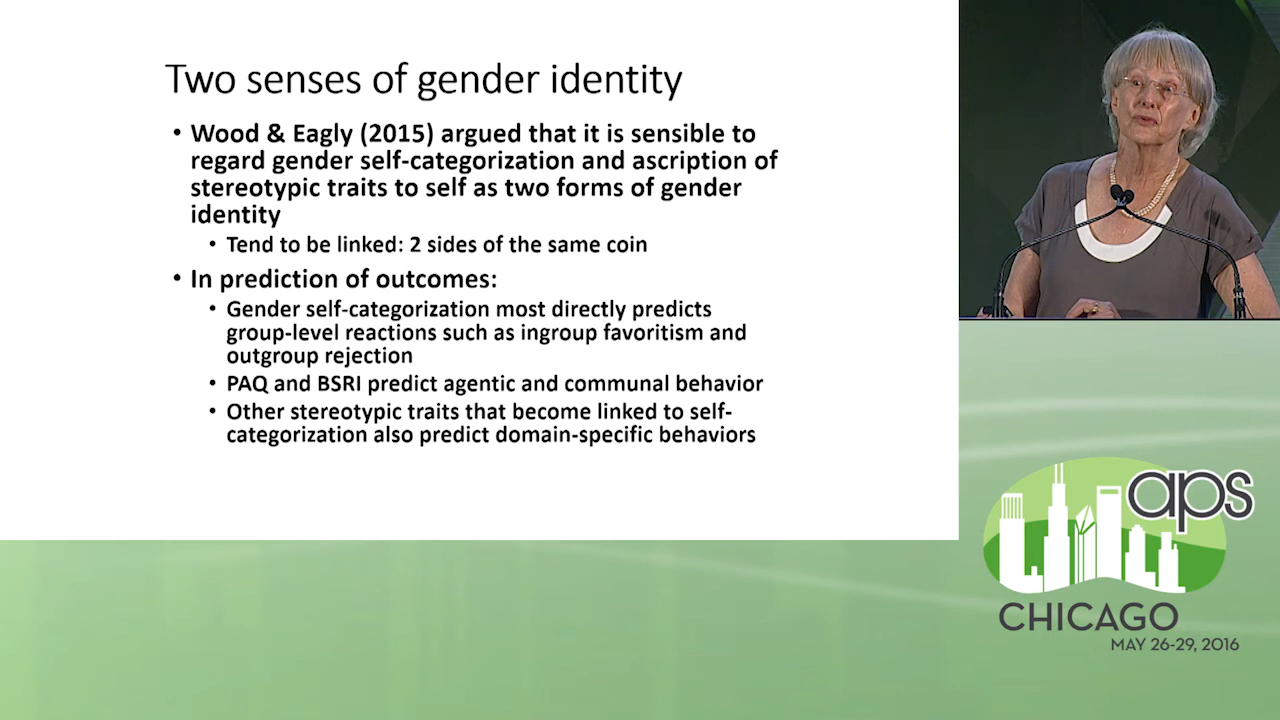 Two senses of gender identity
• Wood & Eagly (2015) argued that it is sensible to
regard gender self-categorization and ascription of
stereotypic traits to self as two forms of gender
identity
• Tend to be linked: 2 sides of the same coin
• In prediction of outcomes:
• Gender self-categorization most directly predicts
group-level reactions such as ingroup favoritism and
outgroup rejection
• PAQ and BSRI predict agentic and communal behavior
• Other stereotypic traits that become linked to self-
categorization also predict domain-specific behaviors
aps
CHICAGO
MAY 26-29, 2016